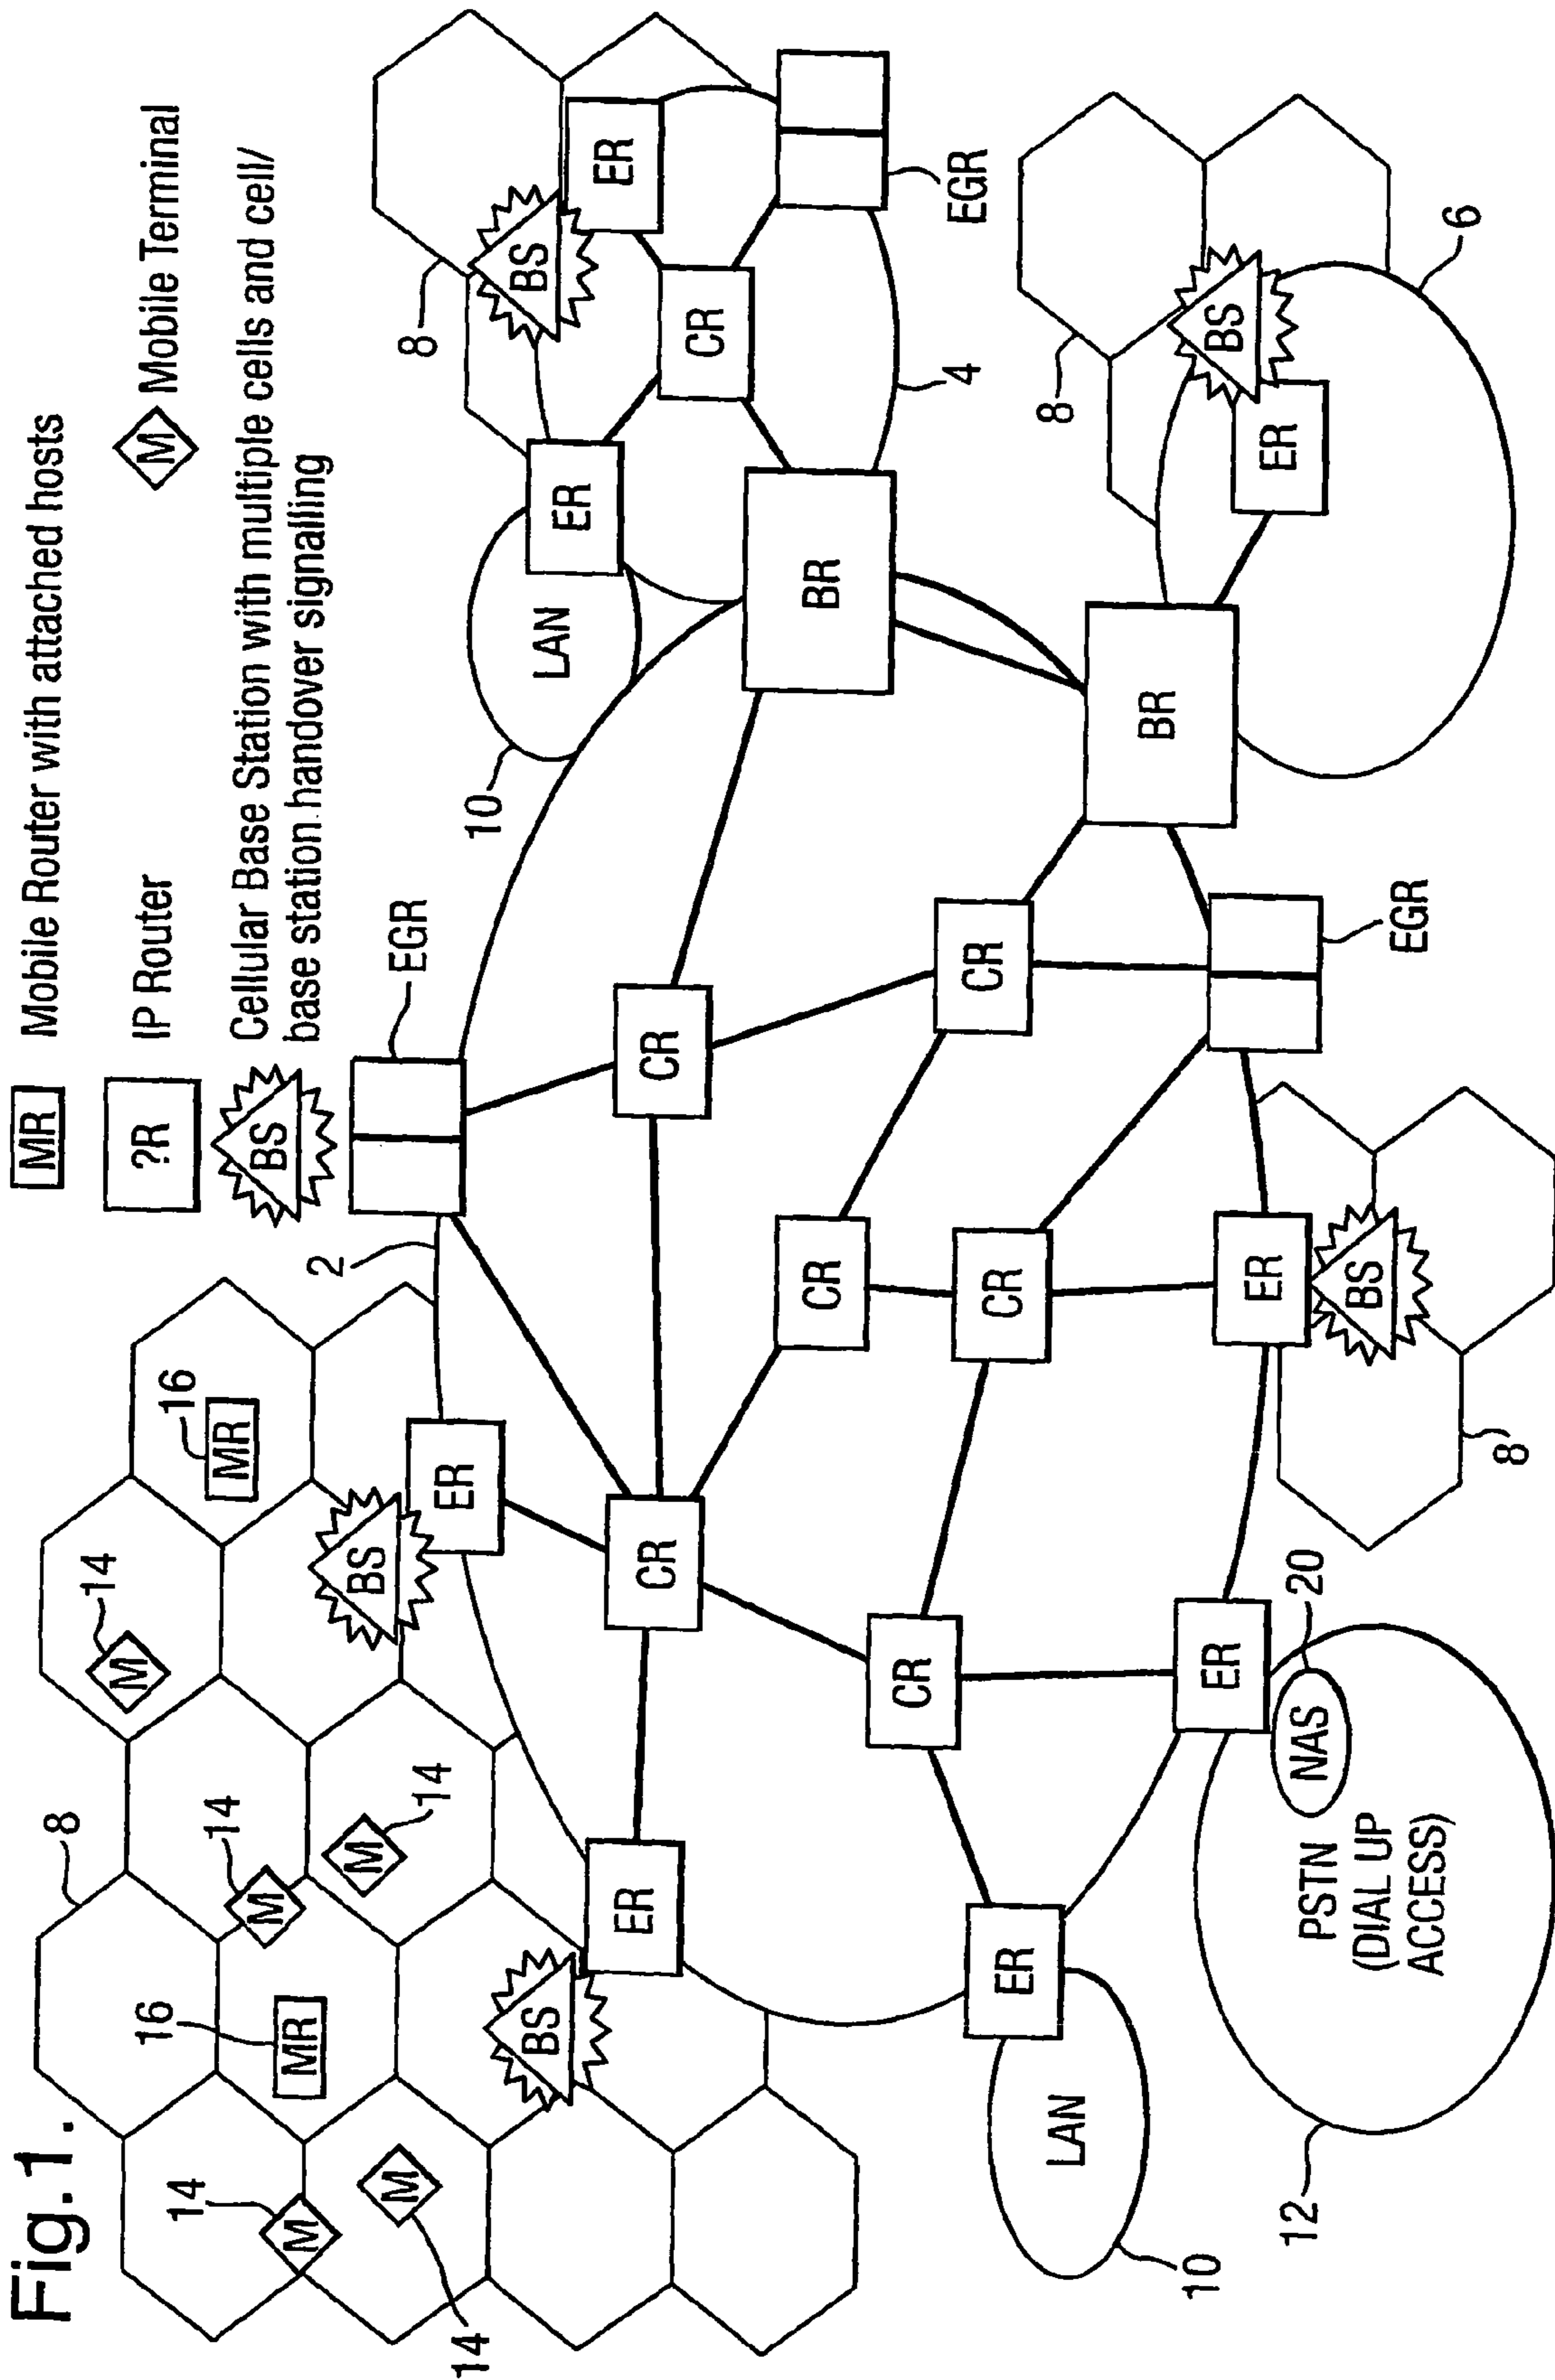 Fig.1.
MR Mobile Router with attached hosts
?R IP Router
M Mobile Terminal
BS Cellular Base Station with multiple cells and cell/
base station handover signalling
8
14
16
16
14
M
14
MR
M
MR
M
2
M
BS
M
EGR
8
14
ER
14
10
BS
BS
LAN
ER
ER
ER
CR
CR
CR
BR
CR
CR
4
EGR
CR
CR
ER
8
LAN
BR
10
ER
BS
ER
ER
12
20
NAS
PSTN
(DIAL UP
ACCESS)
BS
EGR
6
8